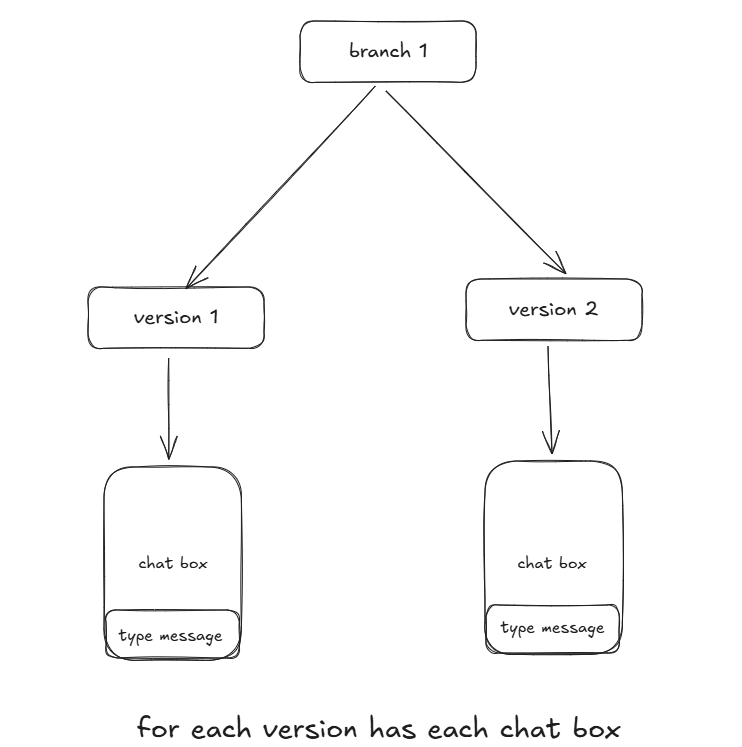 branch 1
version 1
version 2
chat box
type message
chat box
type message
for each version has each chat box